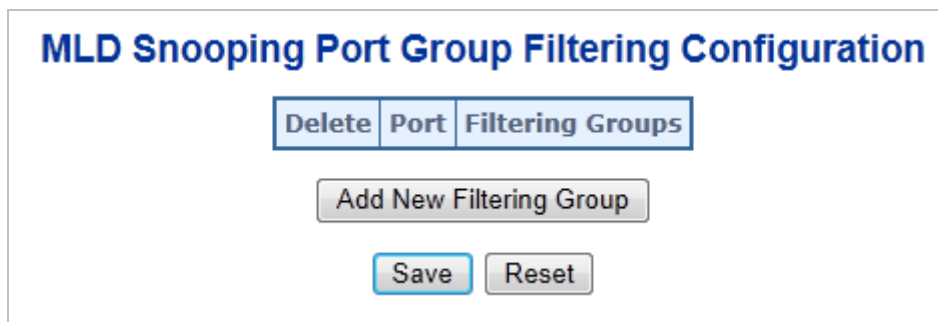 MLD Snooping Port Group Filtering Configuration
Delete Port Filtering Groups
Add New Filtering Group
Save Reset